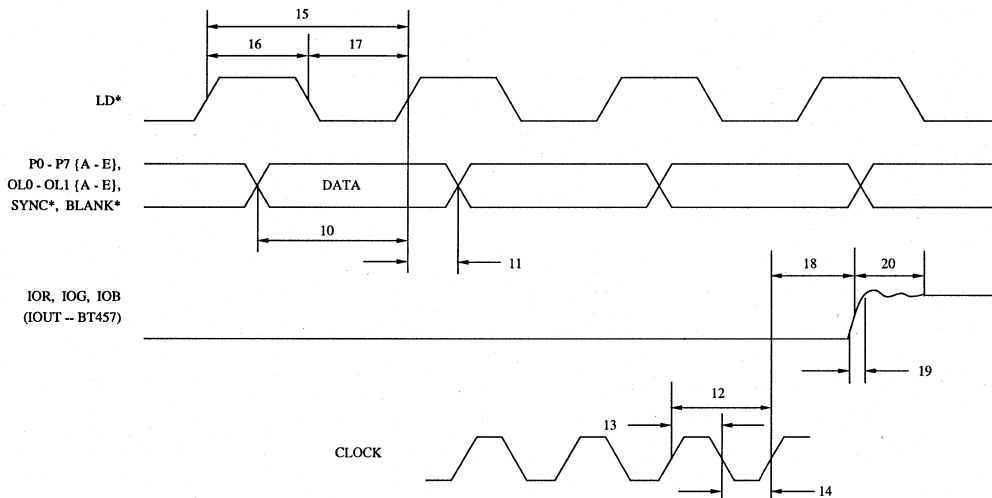 15
16
17
LD*
P0 - P7 {A - E},
OL0 - OL1 {A - E},
SYNC*, BLANK*
DATA
10
11
18
20
IOR, IOG, IOB
(IOUT -- BT457)
19
12
13
CLOCK
14